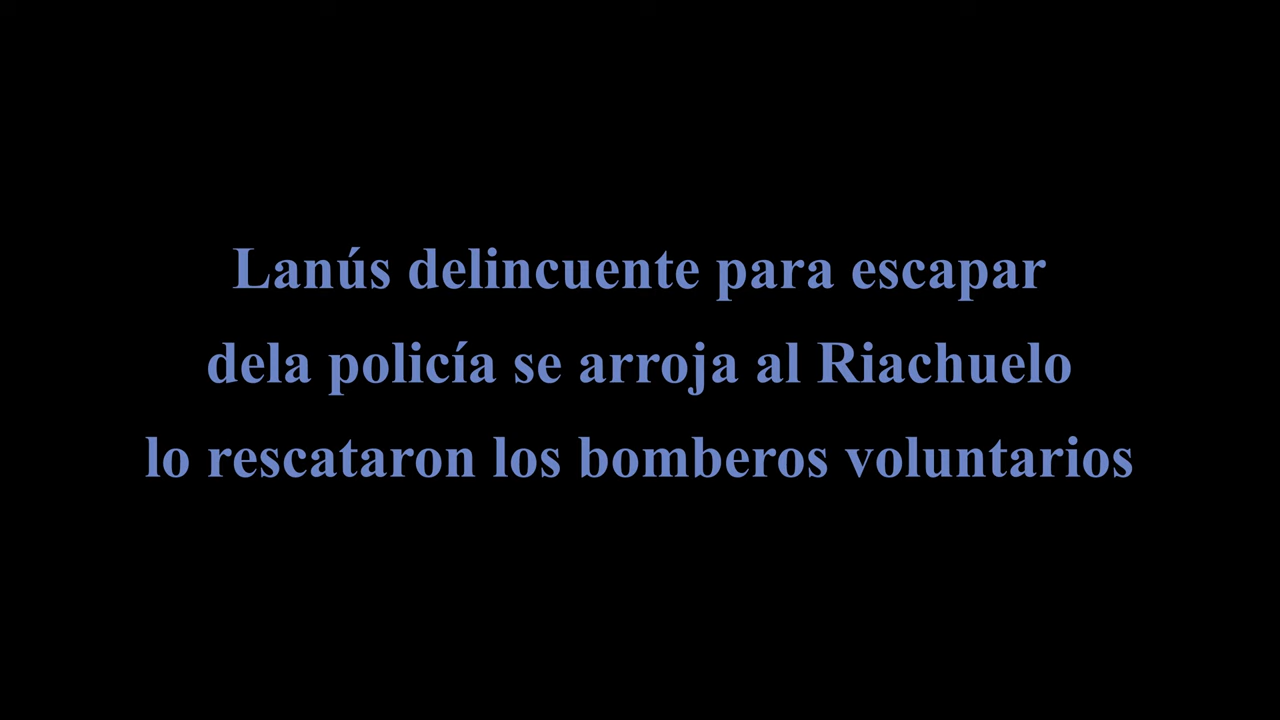 Lanús delincuente para escapar
dela policía se arroja al Riachuelo
lo rescataron los bomberos voluntarios